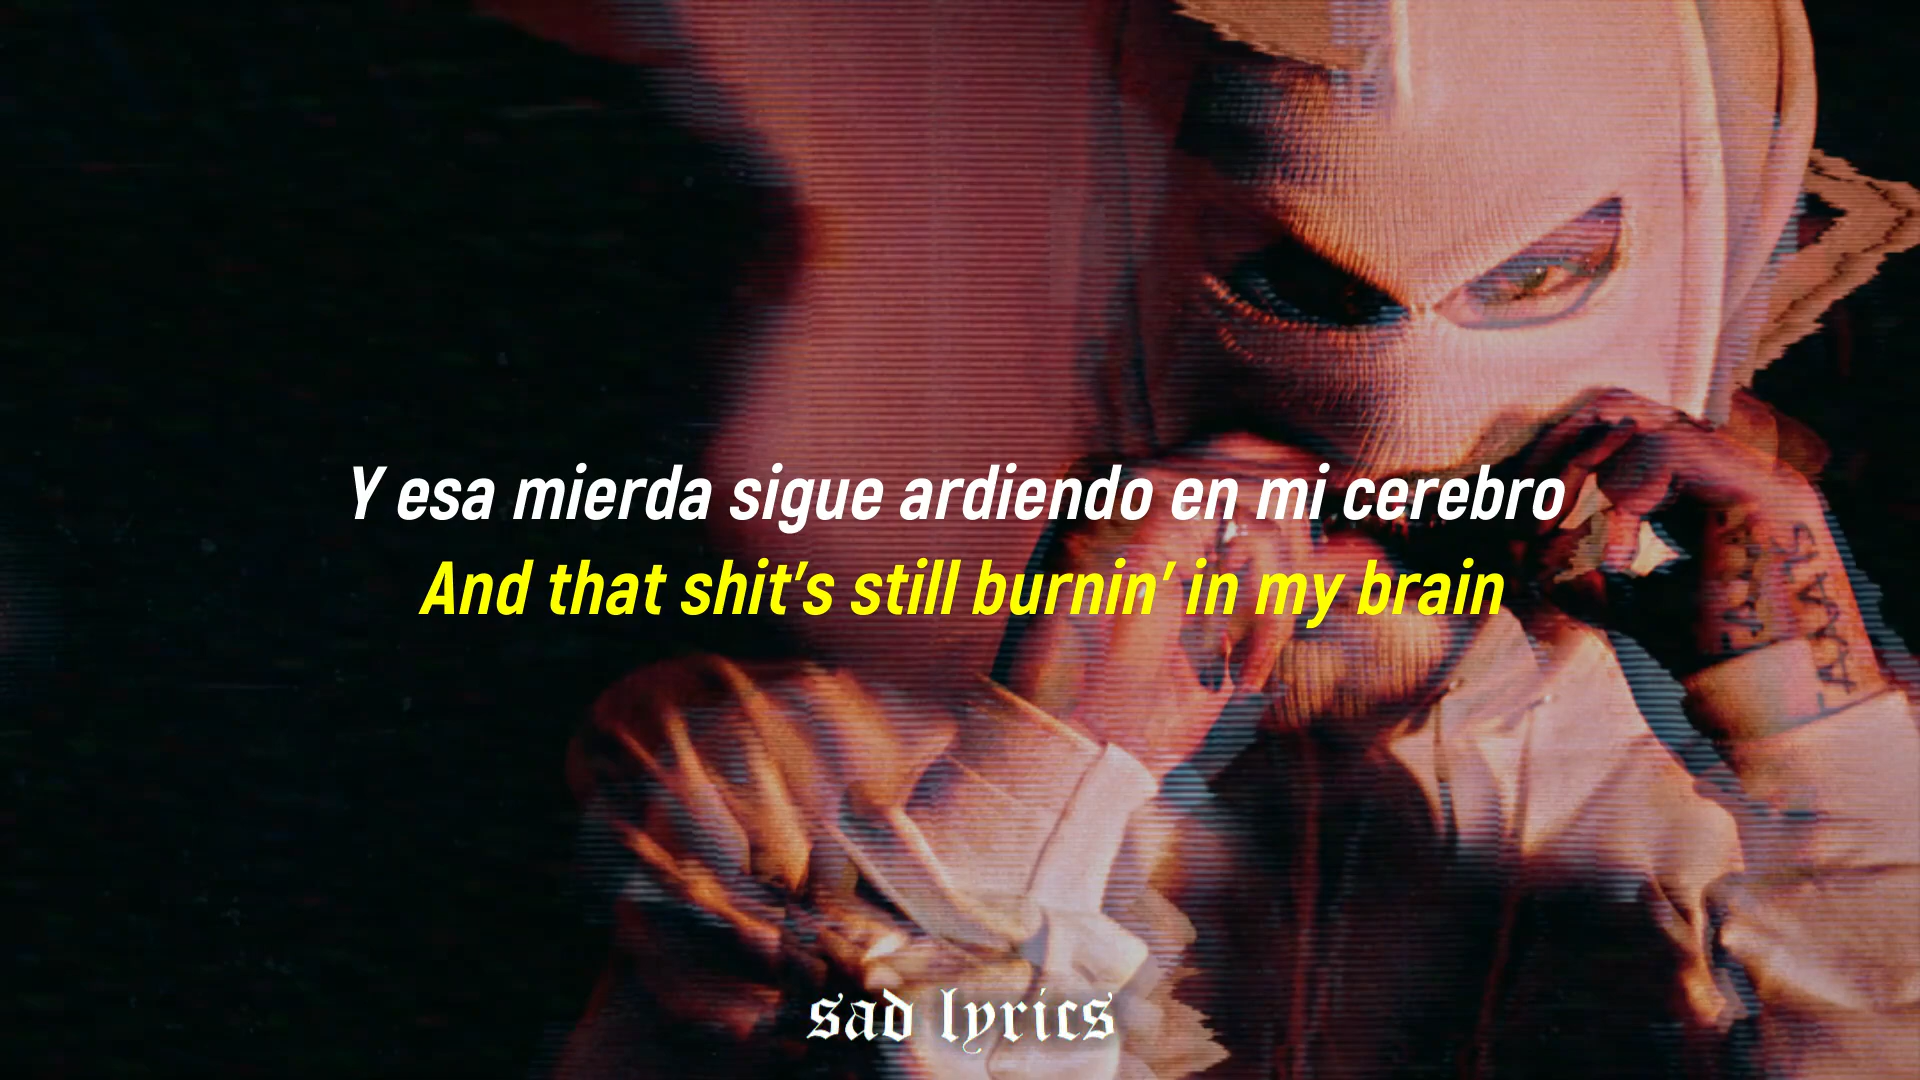 Y esa mierda sigue ardiendo en mi cerebro
And that shit's still burnin' in my brain
sad lyrics